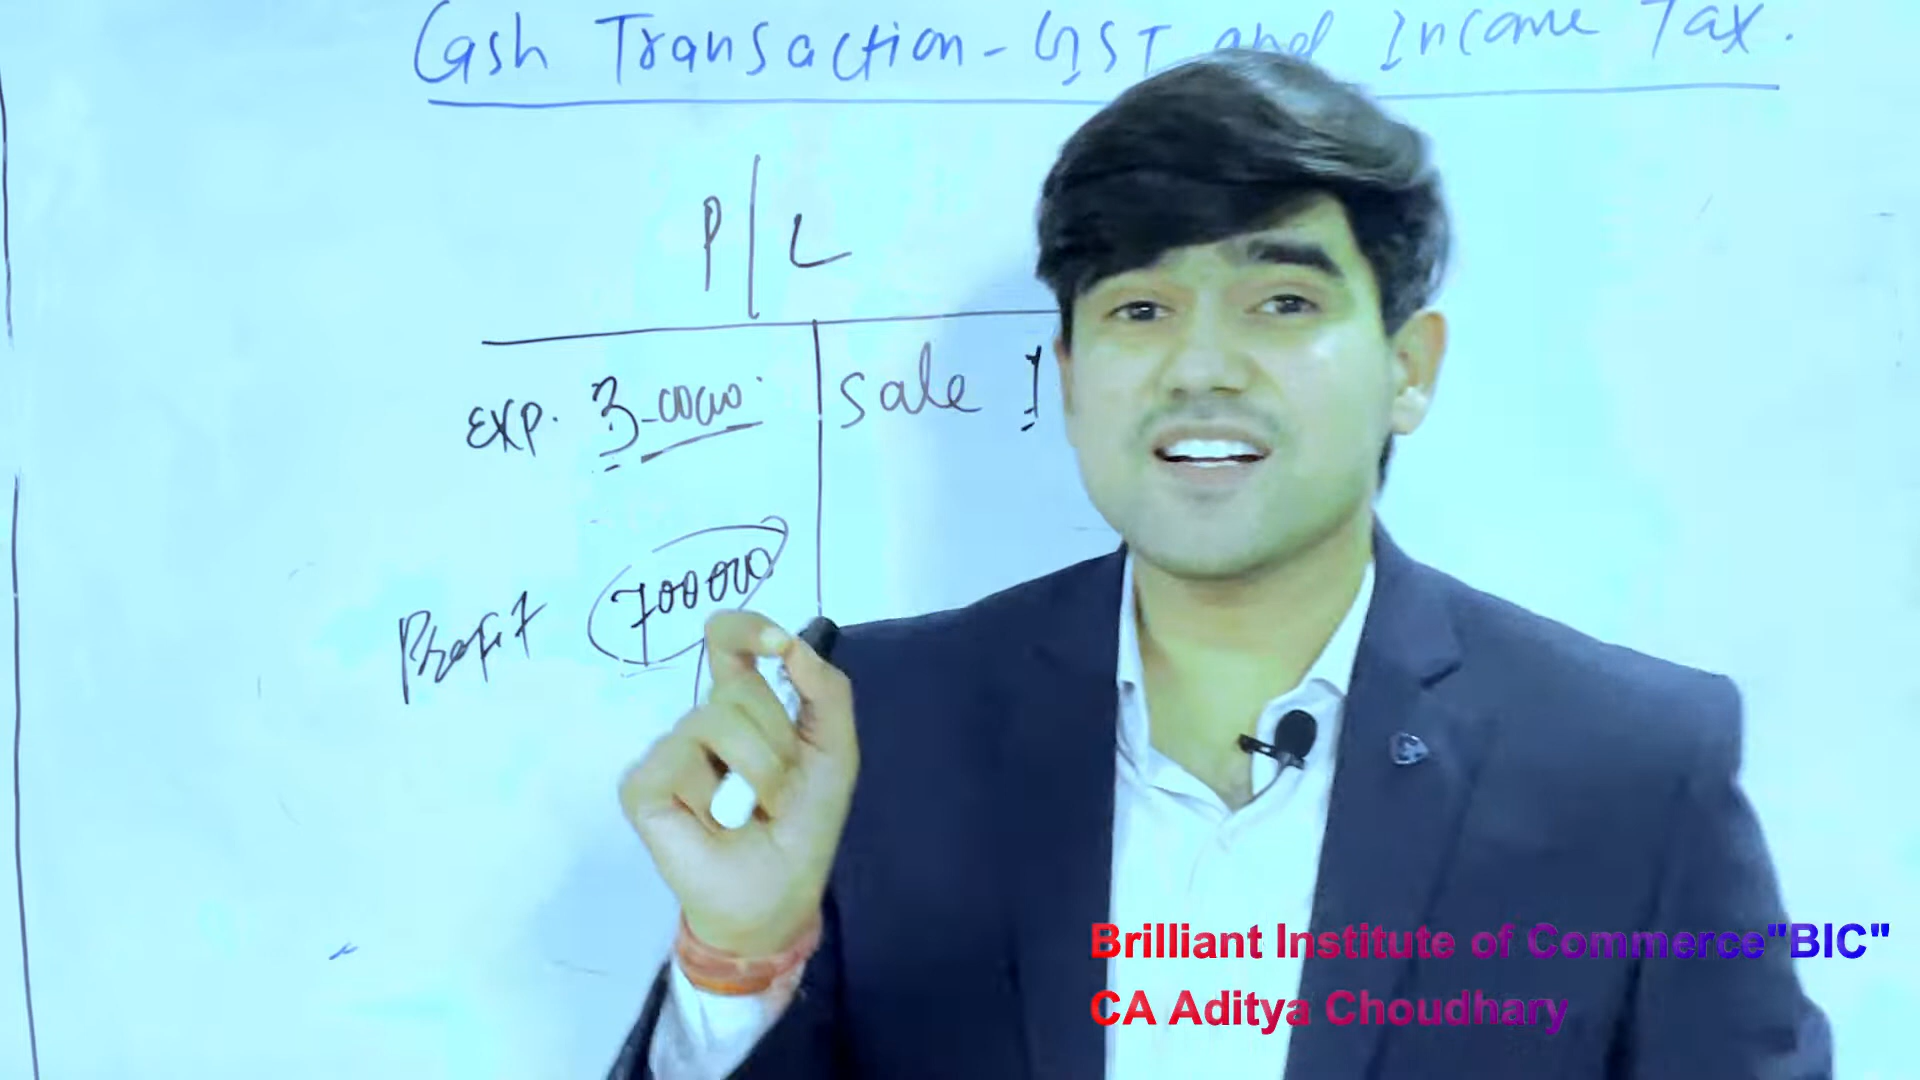 Cash Transaction - GST and Income Tax.
P/L
EXP. 3-00000 Sale 1
Profit 700000
Brilliant Institute of Commerce"BIC"
CA Aditya Choudhary